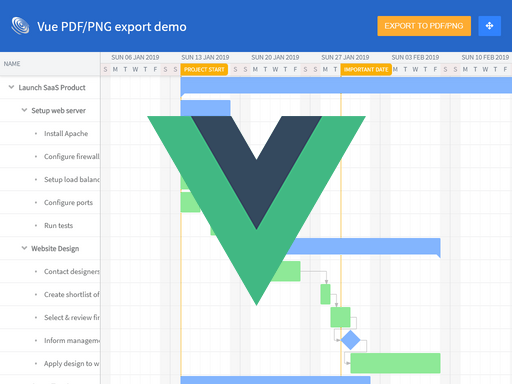 Vue PDF/PNG export demo
EXPORT TO PDF/PNG
NAME
SUN 06 JAN 2019 SUN 13 JAN 2019 SUN 20 JAN 2019 SUN 27 JAN 2019 SUN 03 FEB 2019 SUN 10 FEB 2019
S M T W T F S S PROJECT START S S M T W T F S S IMPORTANT DATE S M T W T F S S M T W T F
Launch SaaS Product
Setup web server
Install Apache
Configure firewall
Setup load balanc
Configure ports
Run tests
Website Design
Contact designers
Create shortlist of
Select & review fir
Inform managem
Apply design to w